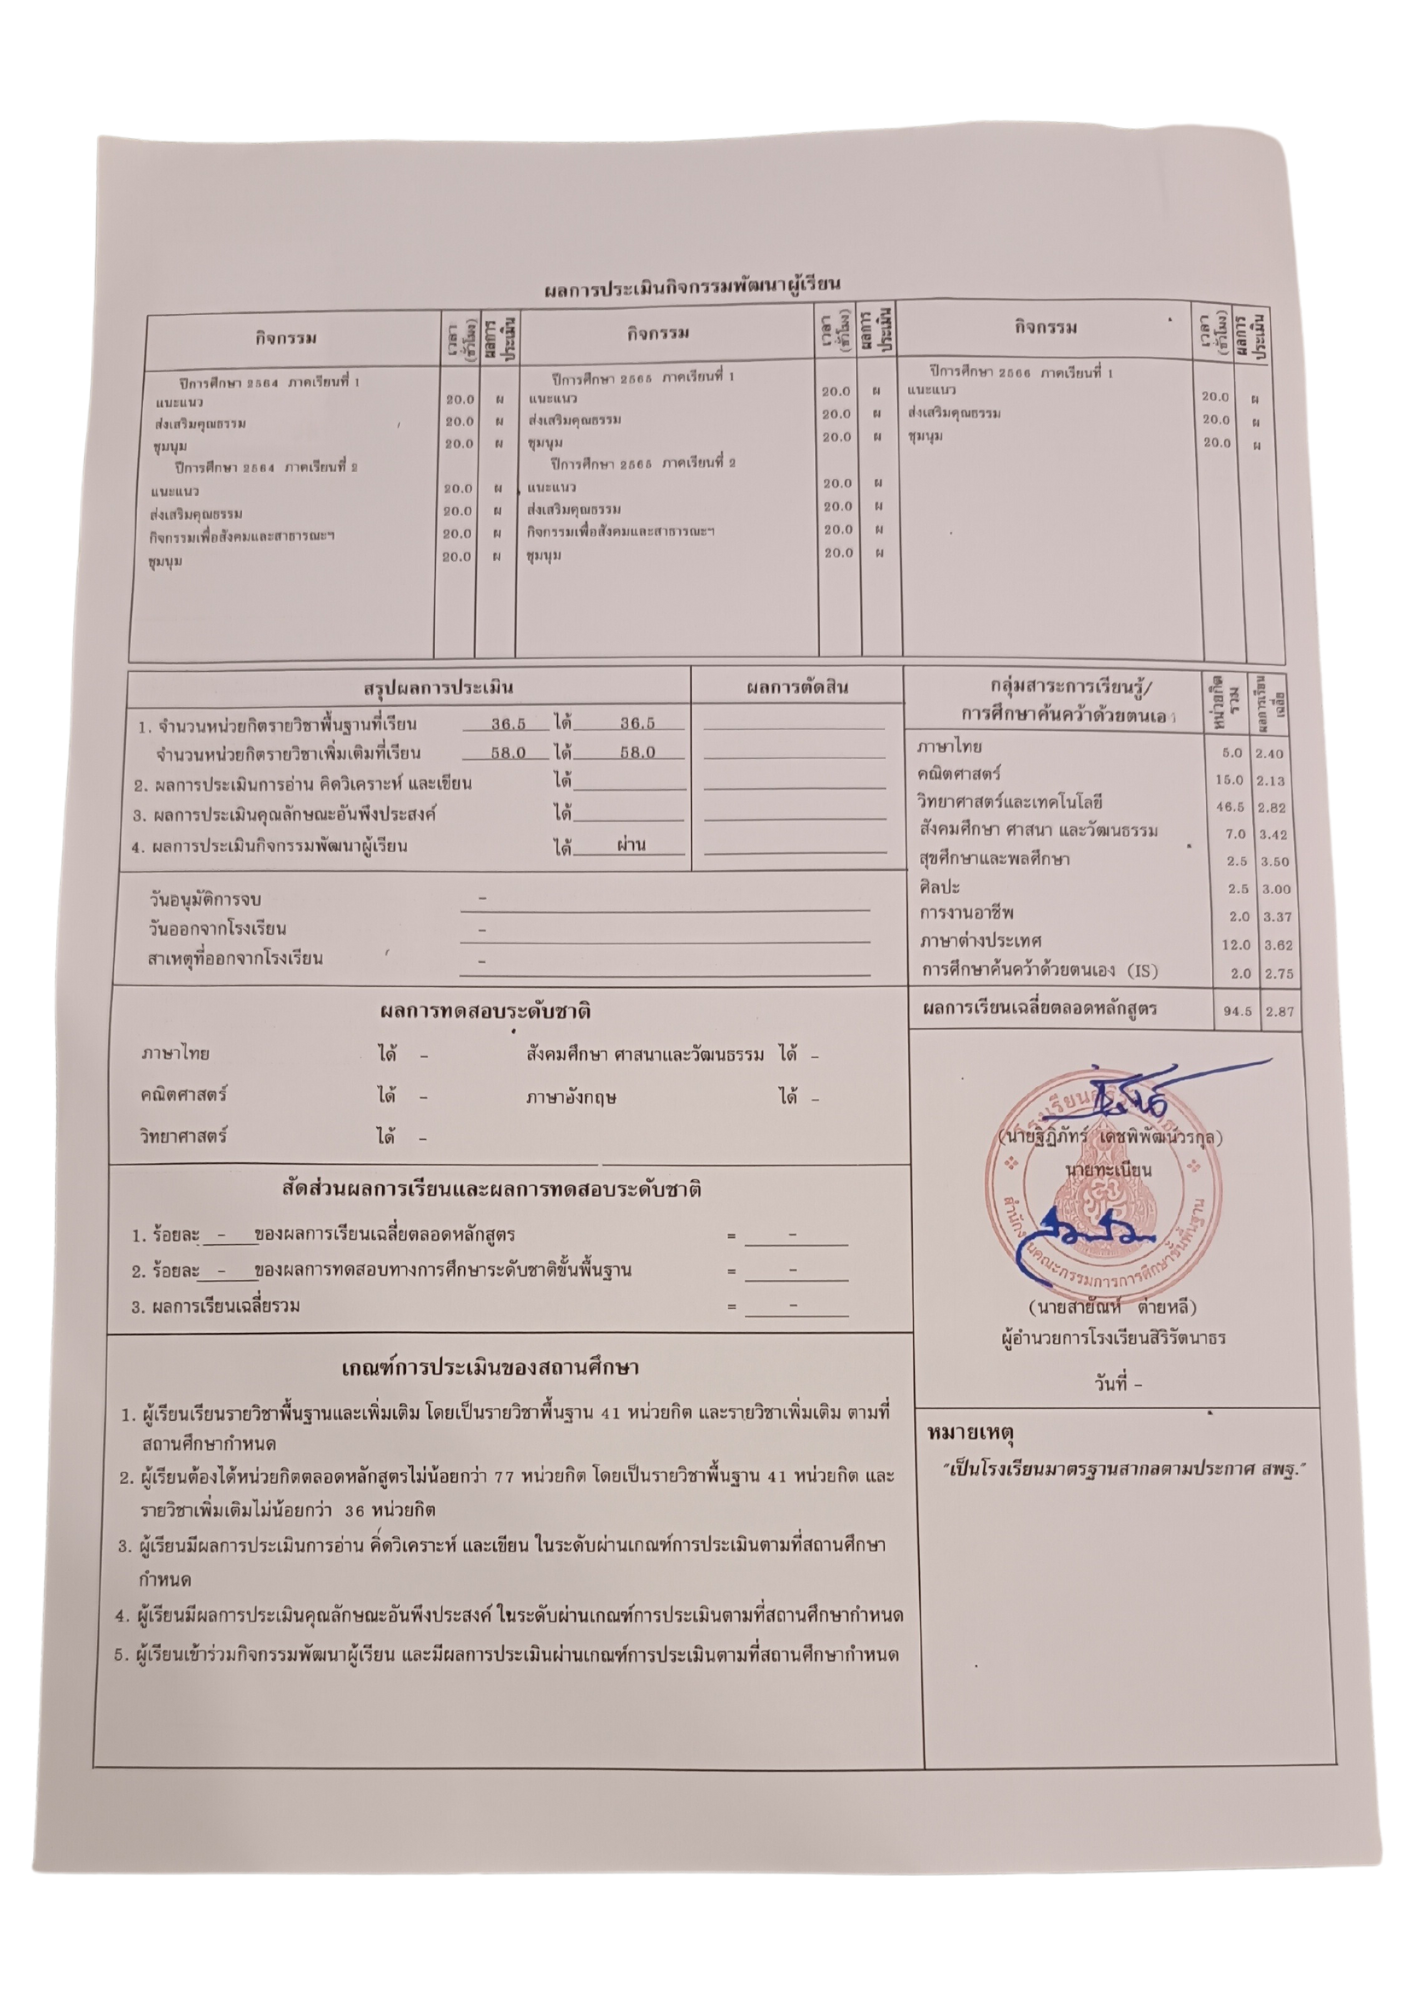 ผลการประเมินกิจกรรมพัฒนาผู้เรียน
กิจกรรม เวลา (ชั่วโมง) ผลการประเมิน กิจกรรม เวลา (ชั่วโมง) ผลการประเมิน กิจกรรม เวลา (ชั่วโมง) ผลการประเมิน
ปีการศึกษา 2564 ภาคเรียนที่ 1
แนะแนว 20.0 ผ
ส่งเสริมคุณธรรม 20.0 ผ
ชุมนุม 20.0 ผ
ปีการศึกษา 2564 ภาคเรียนที่ 2
แนะแนว 20.0 ผ
ส่งเสริมคุณธรรม 20.0 ผ
กิจกรรมเพื่อสังคมและสาธารณะฯ 20.0 ผ
ชุมนุม 20.0 ผ
ปีการศึกษา 2565 ภาคเรียนที่ 1
แนะแนว 20.0 ผ
ส่งเสริมคุณธรรม 20.0 ผ
ชุมนุม 20.0 ผ
ปีการศึกษา 2565 ภาคเรียนที่ 2
แนะแนว 20.0 ผ
ส่งเสริมคุณธรรม 20.0 ผ
กิจกรรมเพื่อสังคมและสาธารณะฯ 20.0 ผ
ชุมนุม 20.0 ผ
ปีการศึกษา 2566 ภาคเรียนที่ 1
แนะแนว 20.0 ผ
ส่งเสริมคุณธรรม 20.0 ผ
ชุมนุม 20.0 ผ
สรุปผลการประเมิน ผลการตัดสิน
1. จำนวนหน่วยกิตรายวิชาพื้นฐานที่เรียน 36.5 ได้ 36.5
จำนวนหน่วยกิตรายวิชาเพิ่มเติมที่เรียน 58.0 ได้ 58.0
2. ผลการประเมินการอ่าน คิดวิเคราะห์ และเขียน ได้
3. ผลการประเมินคุณลักษณะอันพึงประสงค์ ได้
4. ผลการประเมินกิจกรรมพัฒนาผู้เรียน ได้ ผ่าน
วันอนุมัติการจบ -
วันออกจากโรงเรียน -
สาเหตุที่ออกจากโรงเรียน -
กลุ่มสาระการเรียนรู้/
การศึกษาค้นคว้าด้วยตนเอง
หน่วยกิตรวม ผลการเรียนเฉลี่ย
ภาษาไทย 5.0 2.40
คณิตศาสตร์ 15.0 2.13
วิทยาศาสตร์และเทคโนโลยี 46.5 2.82
สังคมศึกษา ศาสนา และวัฒนธรรม 7.0 3.42
สุขศึกษาและพลศึกษา 2.5 3.50
ศิลปะ 2.5 3.00
การงานอาชีพ 2.0 3.37
ภาษาต่างประเทศ 12.0 3.62
การศึกษาค้นคว้าด้วยตนเอง (IS) 2.0 2.75
ผลการเรียนเฉลี่ยตลอดหลักสูตร 94.5 2.87
ผลการทดสอบระดับชาติ
ภาษาไทย ได้ - สังคมศึกษา ศาสนาและวัฒนธรรม ได้ -
คณิตศาสตร์ ได้ - ภาษาอังกฤษ ได้ -
วิทยาศาสตร์ ได้ -
สัดส่วนผลการเรียนและผลการทดสอบระดับชาติ
1. ร้อยละ - ของผลการเรียนเฉลี่ยตลอดหลักสูตร = -
2. ร้อยละ - ของผลการทดสอบทางการศึกษาระดับชาติขั้นพื้นฐาน = -
3. ผลการเรียนเฉลี่ยรวม = -
เกณฑ์การประเมินของสถานศึกษา
1. ผู้เรียนเรียนรายวิชาพื้นฐานและเพิ่มเติม โดยเป็นรายวิชาพื้นฐาน 41 หน่วยกิต และรายวิชาเพิ่มเติม ตามที่
สถานศึกษากำหนด
2. ผู้เรียนต้องได้หน่วยกิตตลอดหลักสูตรไม่น้อยกว่า 77 หน่วยกิต โดยเป็นรายวิชาพื้นฐาน 41 หน่วยกิต และ
รายวิชาเพิ่มเติมไม่น้อยกว่า 36 หน่วยกิต
3. ผู้เรียนมีผลการประเมินการอ่าน คิดวิเคราะห์ และเขียน ในระดับผ่านเกณฑ์การประเมินตามที่สถานศึกษา
กำหนด
4. ผู้เรียนมีผลการประเมินคุณลักษณะอันพึงประสงค์ ในระดับผ่านเกณฑ์การประเมินตามที่สถานศึกษากำหนด
5. ผู้เรียนเข้าร่วมกิจกรรมพัฒนาผู้เรียน และมีผลการประเมินผ่านเกณฑ์การประเมินตามที่สถานศึกษากำหนด
(นายฐิฏิภัทร์ เดชพิพัฒน์วรกุล)
นายทะเบียน
สำนักงานคณะกรรมการการศึกษาขั้นพื้นฐาน
(นายสายัณห์ ต่ายหลี)
ผู้อำนวยการโรงเรียนสิริรัตนาธร
วันที่ -
หมายเหตุ
"เป็นโรงเรียนมาตรฐานสากลตามประกาศ สพฐ."